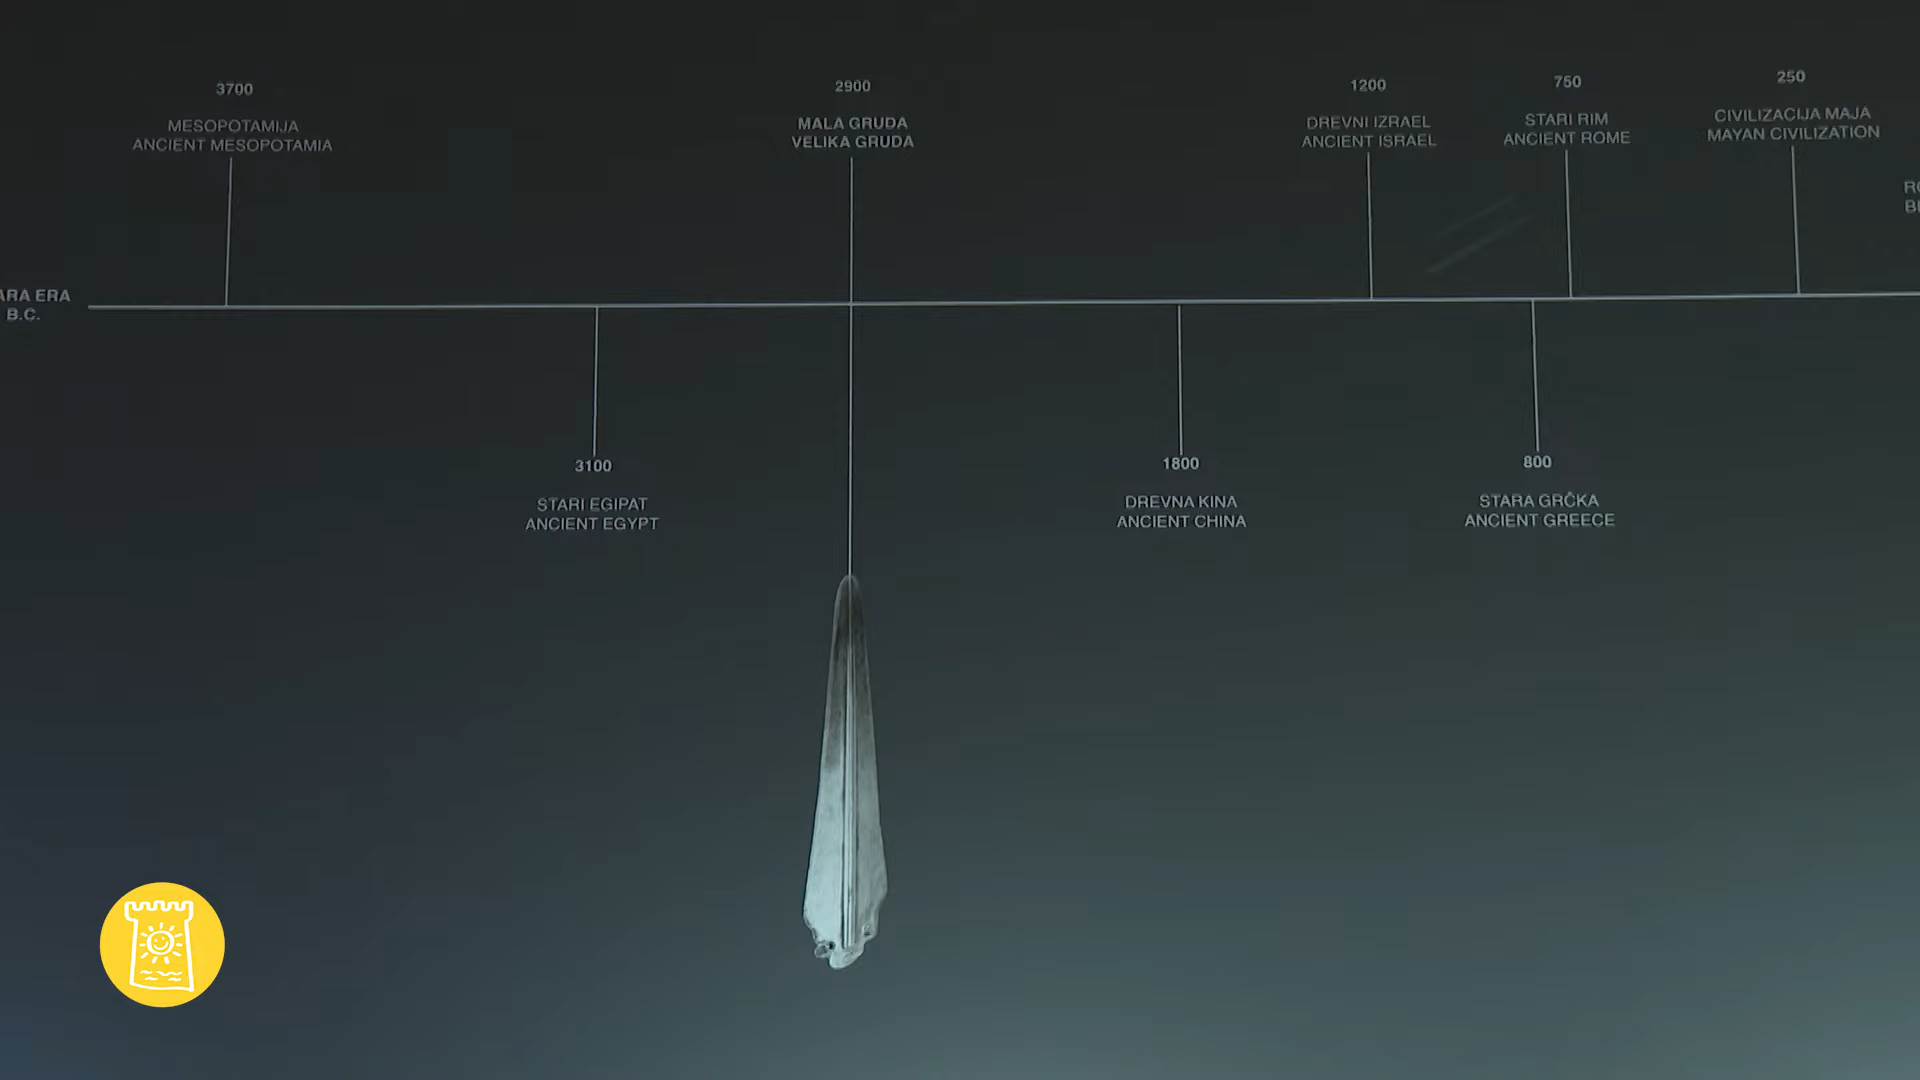 3700
MESOPOTAMIJA
ANCIENT MESOPOTAMIA
2900
MALA GRUDA
VELIKA GRUDA
1200
DREVNI IZRAEL
ANCIENT ISRAEL
750
STARI RIM
ANCIENT ROME
250
CIVILIZACIJA MAJA
MAYAN CIVILIZATION
ERA
B.C.
3100
STARI EGIPAT
ANCIENT EGYPT
1800
DREVNA KINA
ANCIENT CHINA
800
STARA GRČKA
ANCIENT GREECE